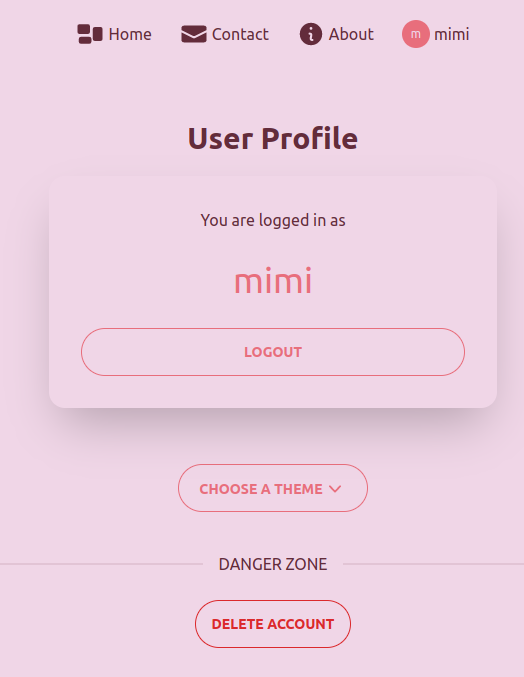 Home Contact About m mimi
User Profile
You are logged in as
mimi
LOGOUT
CHOOSE A THEME
DANGER ZONE
DELETE ACCOUNT